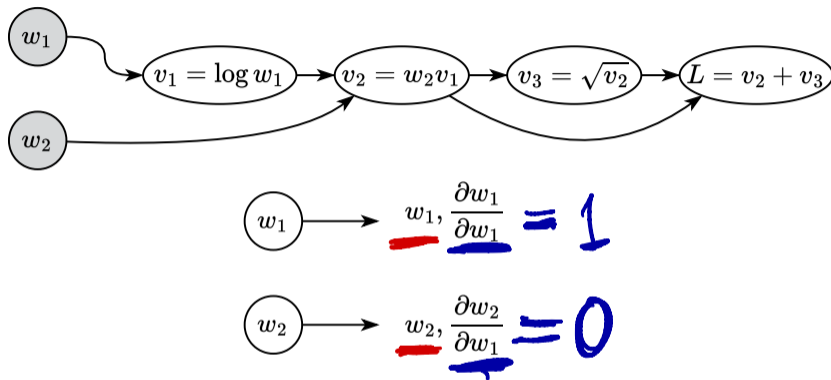 w₁
v₁ = log w₁
v₂ = w₂v₁
v₃ = √v₂
L = v₂ + v₃
w₂
w₁
w₁, ∂w₁/∂w₁ = 1
w₂
w₂, ∂w₂/∂w₁ = 0